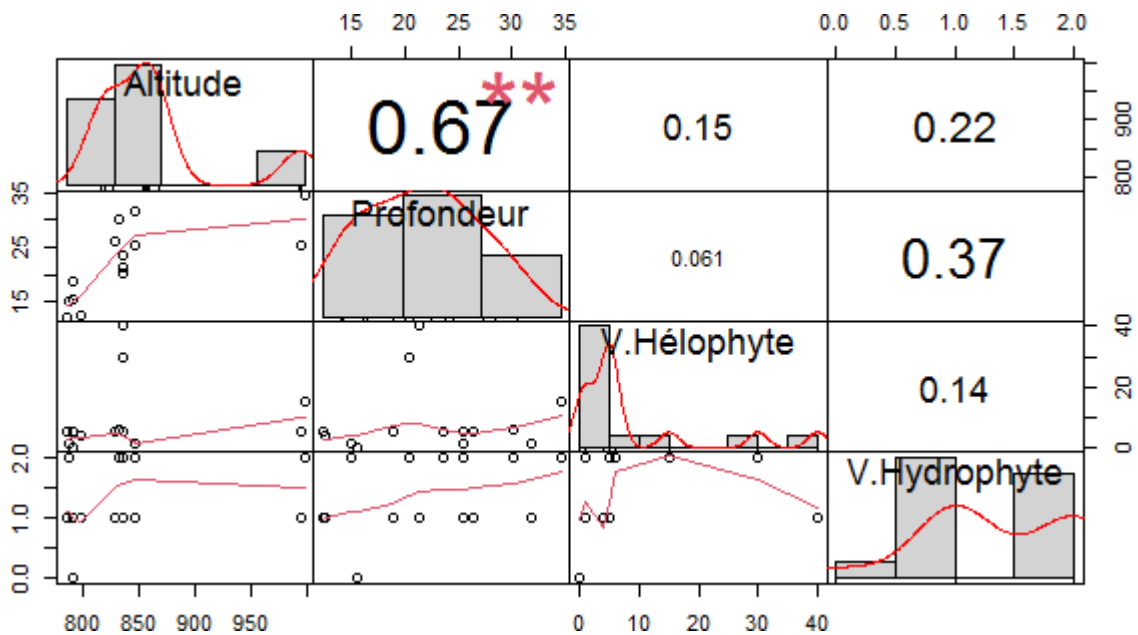 15 20 25 30 35 0.0 0.5 1.0 1.5 2.0
Altitude 0.67 ** 0.15 0.22
800 900
15 25 35
Profondeur 0.061 0.37
V.Hélophyte 0.14
0 20 40
0.0 1.0 2.0
V.Hydrophyte
800 850 900 950 0 10 20 30 40